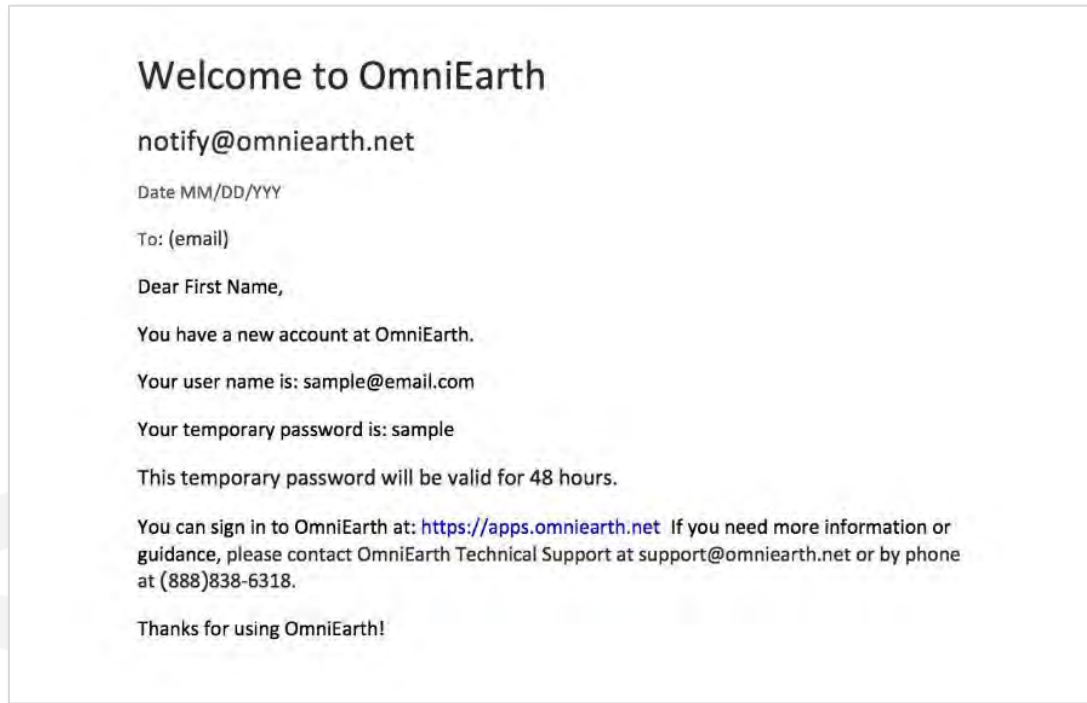 Welcome to OmniEarth
notify@omniearth.net
Date MM/DD/YYY
To: (email)
Dear First Name,
You have a new account at OmniEarth.
Your user name is: sample@email.com
Your temporary password is: sample
This temporary password will be valid for 48 hours.
You can sign in to OmniEarth at: https://apps.omniearth.net  If you need more information or
guidance, please contact OmniEarth Technical Support at support@omniearth.net or by phone
at (888)838-6318.
Thanks for using OmniEarth!